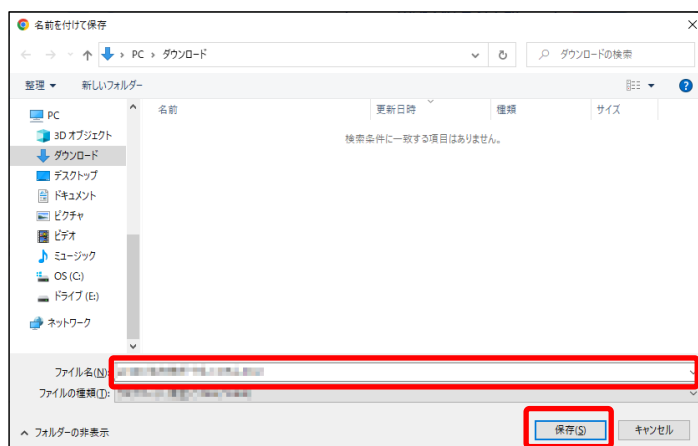 名前を付けて保存
PC › ダウンロード
ダウンロードの検索
整理 新しいフォルダー
名前 更新日時 種類 サイズ
検索条件に一致する項目はありません。
PC
3D オブジェクト
ダウンロード
デスクトップ
ドキュメント
ピクチャ
ビデオ
ミュージック
OS (C:)
ドライブ (E:)
ネットワーク
ファイル名(N):
ファイルの種類(T):
フォルダーの非表示
保存(S) キャンセル